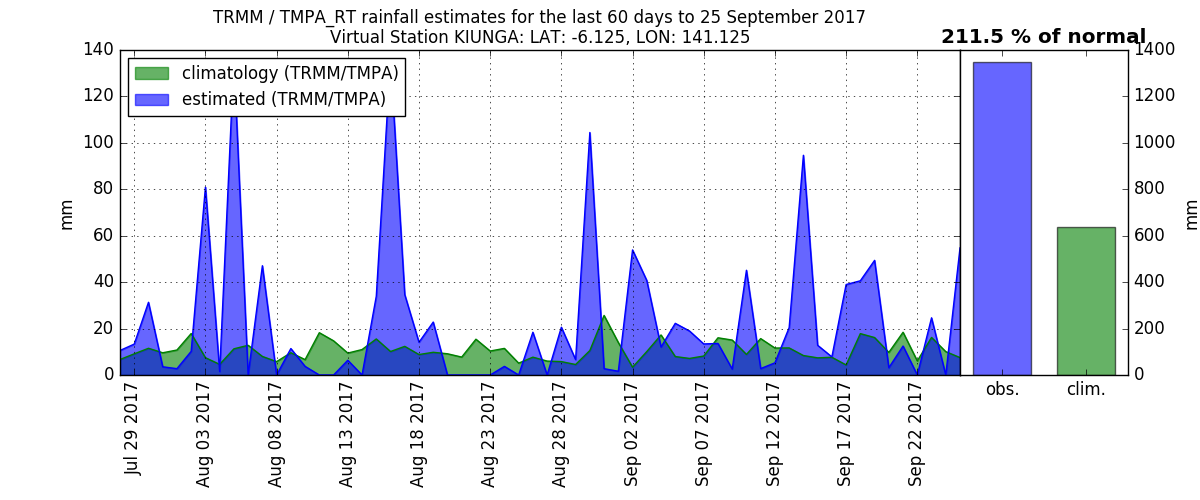 TRMM / TMPA_RT rainfall estimates for the last 60 days to 25 September 2017
Virtual Station KIUNGA: LAT: -6.125, LON: 141.125
211.5 % of normal
climatology (TRMM/TMPA)
estimated (TRMM/TMPA)
140
120
100
80
60
40
20
0
mm
1400
1200
1000
800
600
400
200
0
mm
Jul 29 2017
Aug 03 2017
Aug 08 2017
Aug 13 2017
Aug 18 2017
Aug 23 2017
Aug 28 2017
Sep 02 2017
Sep 07 2017
Sep 12 2017
Sep 17 2017
Sep 22 2017
obs.
clim.